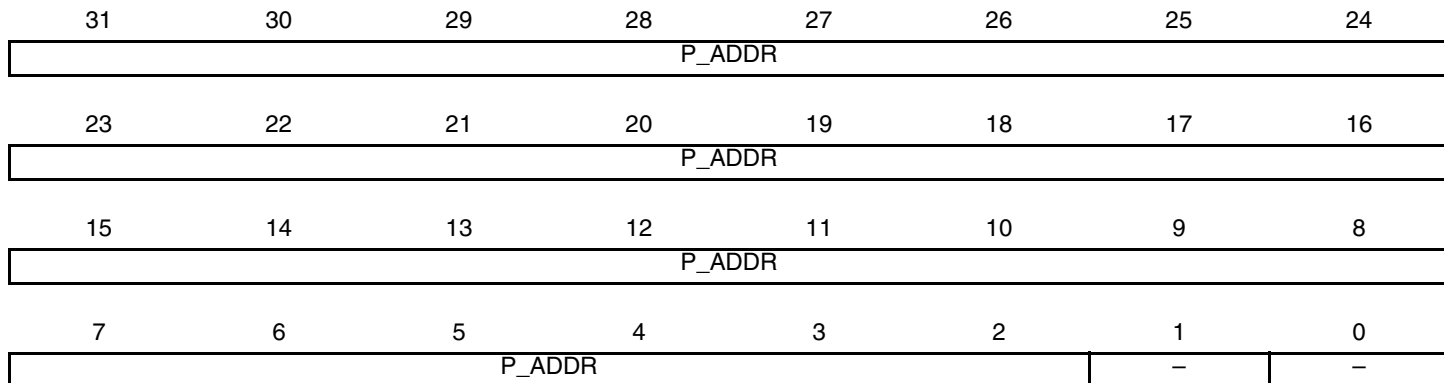 31 30 29 28 27 26 25 24
P_ADDR
23 22 21 20 19 18 17 16
P_ADDR
15 14 13 12 11 10 9 8
P_ADDR
7 6 5 4 3 2 1 0
P_ADDR – –